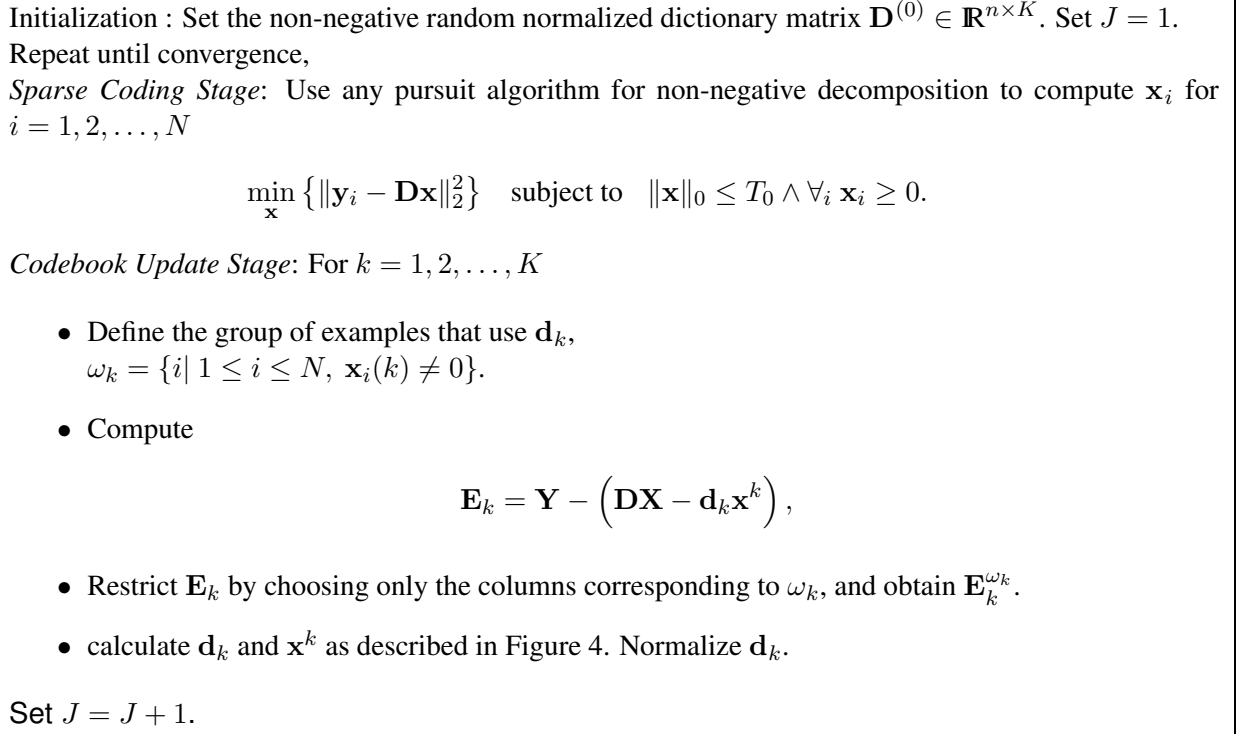 Initialization : Set the non-negative random normalized dictionary matrix D^{(0)} ∈ ℝ^{n×K}. Set J = 1.
Repeat until convergence,
Sparse Coding Stage: Use any pursuit algorithm for non-negative decomposition to compute x_i for
i = 1, 2, . . . , N
min_x {‖y_i − Dx‖_2^2} subject to ‖x‖_0 ≤ T_0 ∧ ∀_i x_i ≥ 0.
Codebook Update Stage: For k = 1, 2, . . . , K
• Define the group of examples that use d_k,
ω_k = {i| 1 ≤ i ≤ N, x_i(k) ≠ 0}.
• Compute
E_k = Y − (DX − d_k x^k),
• Restrict E_k by choosing only the columns corresponding to ω_k, and obtain E_k^{ω_k}.
• calculate d_k and x^k as described in Figure 4. Normalize d_k.
Set J = J + 1.